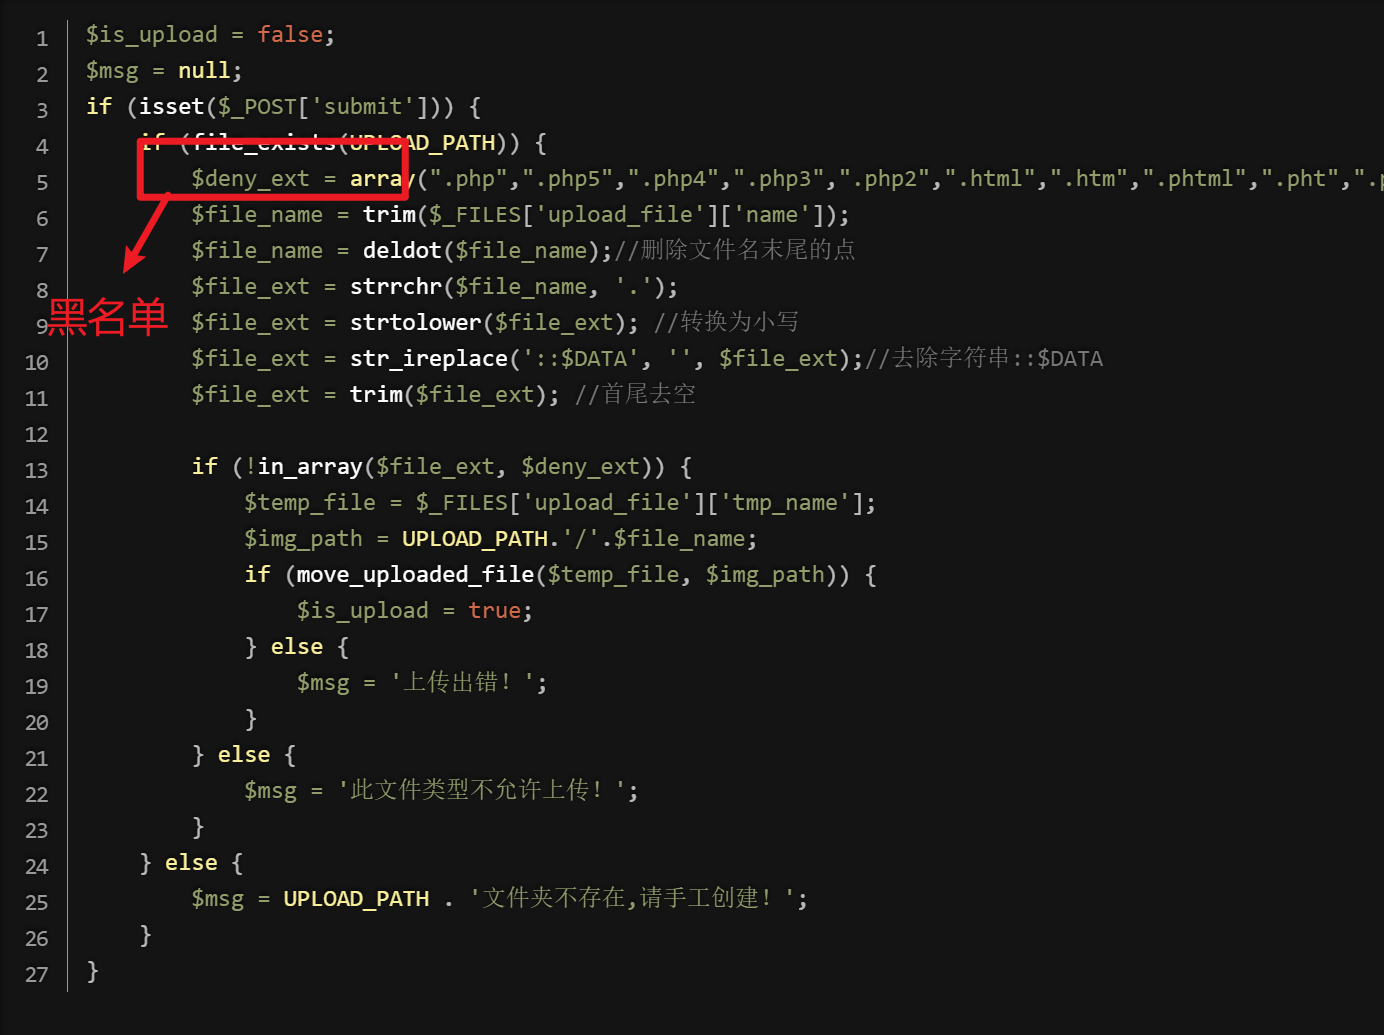 1 $is_upload = false;
2 $msg = null;
3 if (isset($_POST['submit'])) {
4 if (file_exists(UPLOAD_PATH)) {
5 $deny_ext = array(".php",".php5",".php4",".php3",".php2",".html",".htm",".phtml",".pht",".p
6 $file_name = trim($_FILES['upload_file']['name']);
7 $file_name = deldot($file_name);//删除文件名末尾的点
8 $file_ext = strrchr($file_name, '.');
黑名单
9 $file_ext = strtolower($file_ext); //转换为小写
10 $file_ext = str_ireplace('::$DATA', '', $file_ext);//去除字符串::$DATA
11 $file_ext = trim($file_ext); //首尾去空
12
13 if (!in_array($file_ext, $deny_ext)) {
14 $temp_file = $_FILES['upload_file']['tmp_name'];
15 $img_path = UPLOAD_PATH.'/'.$file_name;
16 if (move_uploaded_file($temp_file, $img_path)) {
17 $is_upload = true;
18 } else {
19 $msg = '上传出错！';
20 }
21 } else {
22 $msg = '此文件类型不允许上传！';
23 }
24 } else {
25 $msg = UPLOAD_PATH . '文件夹不存在,请手工创建！';
26 }
27 }